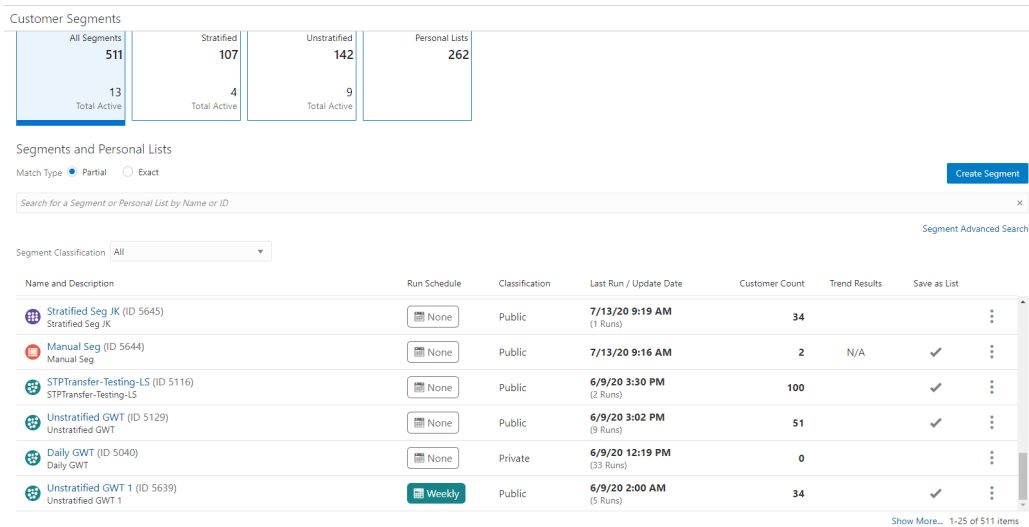 Customer Segments
All Segments Stratified Unstratified Personal Lists
511 107 142 262
13 4 9
Total Active Total Active Total Active
Segments and Personal Lists
Match Type Partial Exact
Create Segment
Search for a Segment or Personal List by Name or ID ×
Segment Advanced Search
Segment Classification All
Name and Description Run Schedule Classification Last Run / Update Date Customer Count Trend Results Save as List
Stratified Seg JK (ID 5645) None Public 7/13/20 9:19 AM 34
Stratified Seg JK (1 Runs)
Manual Seg (ID 5644) None Public 7/13/20 9:16 AM 2 N/A
Manual Seg
STPTransfer-Testing-LS (ID 5116) None Public 6/9/20 3:30 PM 100
STPTransfer-Testing-LS (2 Runs)
Unstratified GWT (ID 5129) None Public 6/9/20 3:02 PM 51
Unstratified GWT (9 Runs)
Daily GWT (ID 5040) None Private 6/9/20 12:19 PM 0
Daily GWT (33 Runs)
Unstratified GWT 1 (ID 5639) Weekly Public 6/9/20 2:00 AM 34
Unstratified GWT 1 (5 Runs)
Show More... 1-25 of 511 items